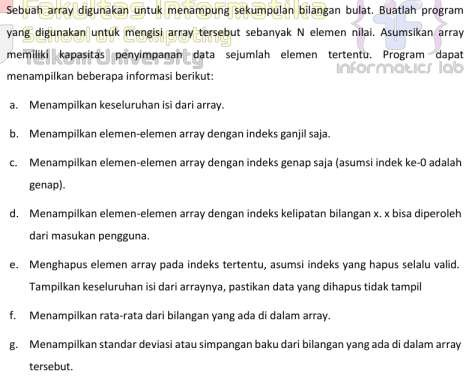 Sebuah array digunakan untuk menampung sekumpulan bilangan bulat. Buatlah program
yang digunakan untuk mengisi array tersebut sebanyak N elemen nilai. Asumsikan array
memiliki kapasitas penyimpanan data sejumlah elemen tertentu. Program dapat
menampilkan beberapa informasi berikut:
informatics lab
a. Menampilkan keseluruhan isi dari array.
b. Menampilkan elemen-elemen array dengan indeks ganjil saja.
c. Menampilkan elemen-elemen array dengan indeks genap saja (asumsi indek ke-0 adalah
genap).
d. Menampilkan elemen-elemen array dengan indeks kelipatan bilangan x. x bisa diperoleh
dari masukan pengguna.
e. Menghapus elemen array pada indeks tertentu, asumsi indeks yang hapus selalu valid.
Tampilkan keseluruhan isi dari arraynya, pastikan data yang dihapus tidak tampil
f. Menampilkan rata-rata dari bilangan yang ada di dalam array.
g. Menampilkan standar deviasi atau simpangan baku dari bilangan yang ada di dalam array
tersebut.